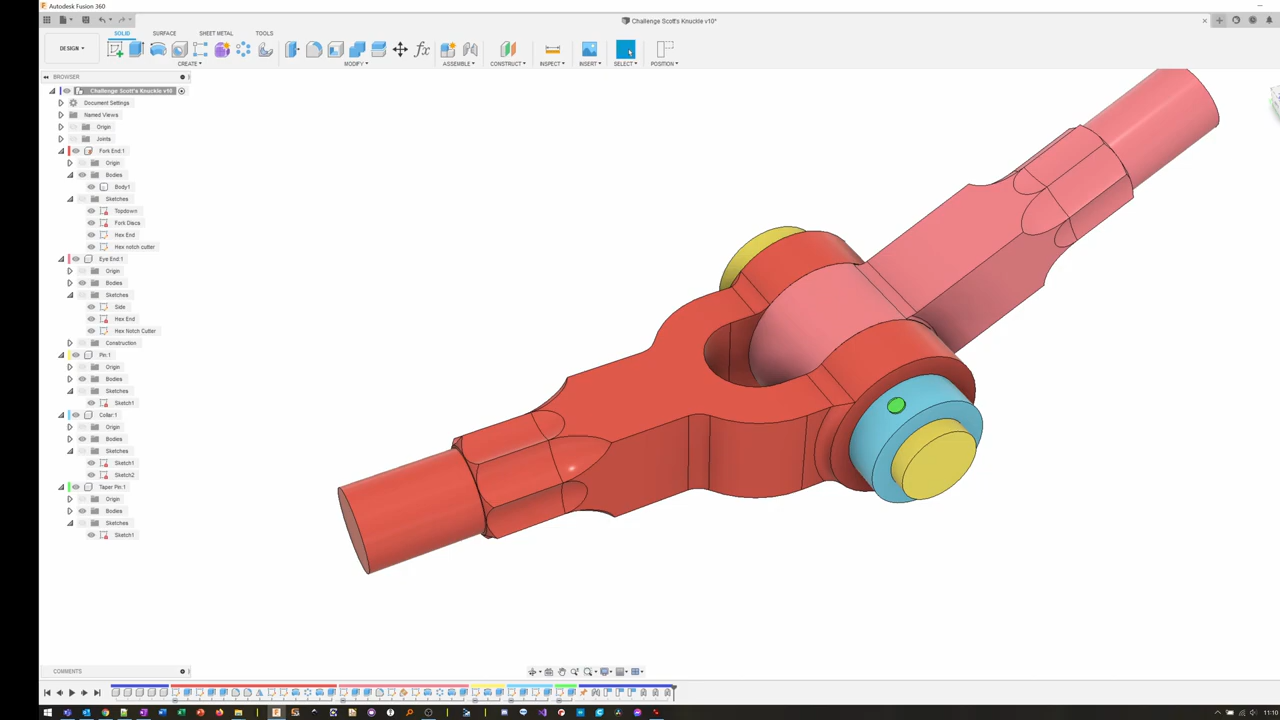 Autodesk Fusion 360
Challenge Scott's Knuckle v10*
SOLID SURFACE SHEET METAL TOOLS
DESIGN
CREATE MODIFY ASSEMBLE CONSTRUCT INSPECT INSERT SELECT POSITION
BROWSER
Challenge Scott's Knuckle v10
Document Settings
Named Views
Origin
Joints
Fork End:1
Origin
Bodies
Body1
Sketches
Topdown
Fork Discs
Hex End
Hex notch cutter
Eye End:1
Origin
Bodies
Sketches
Side
Hex End
Hex Notch Cutter
Construction
Pin:1
Origin
Bodies
Sketches
Sketch1
Collar:1
Origin
Bodies
Sketches
Sketch1
Sketch2
Taper Pin:1
Origin
Bodies
Sketches
Sketch1
COMMENTS
11:10